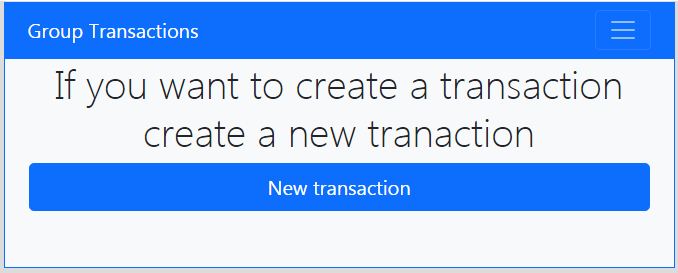 Group Transactions
If you want to create a transaction
create a new tranaction
New transaction